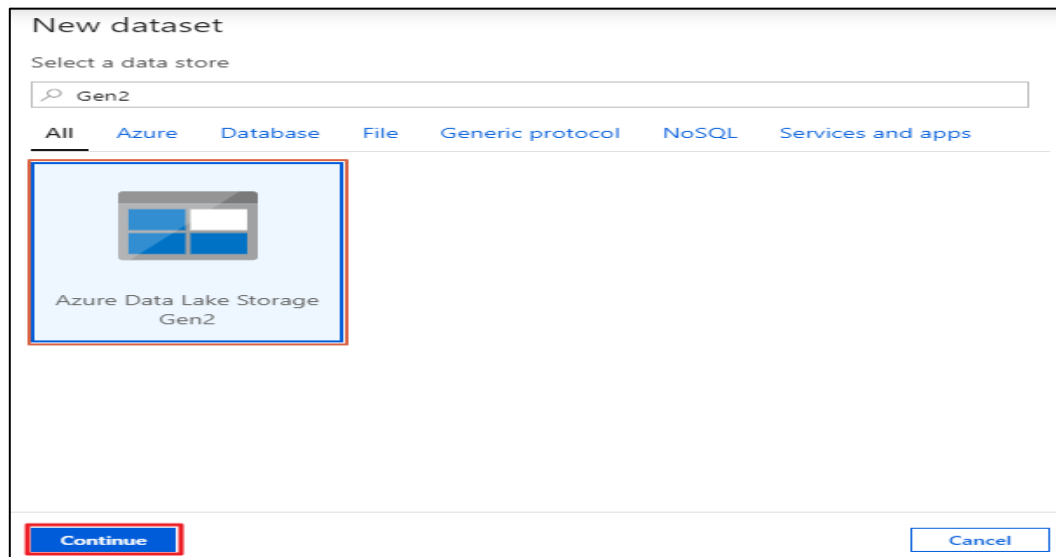 New dataset
Select a data store
Gen2
All Azure Database File Generic protocol NoSQL Services and apps
Azure Data Lake Storage
Gen2
Continue Cancel